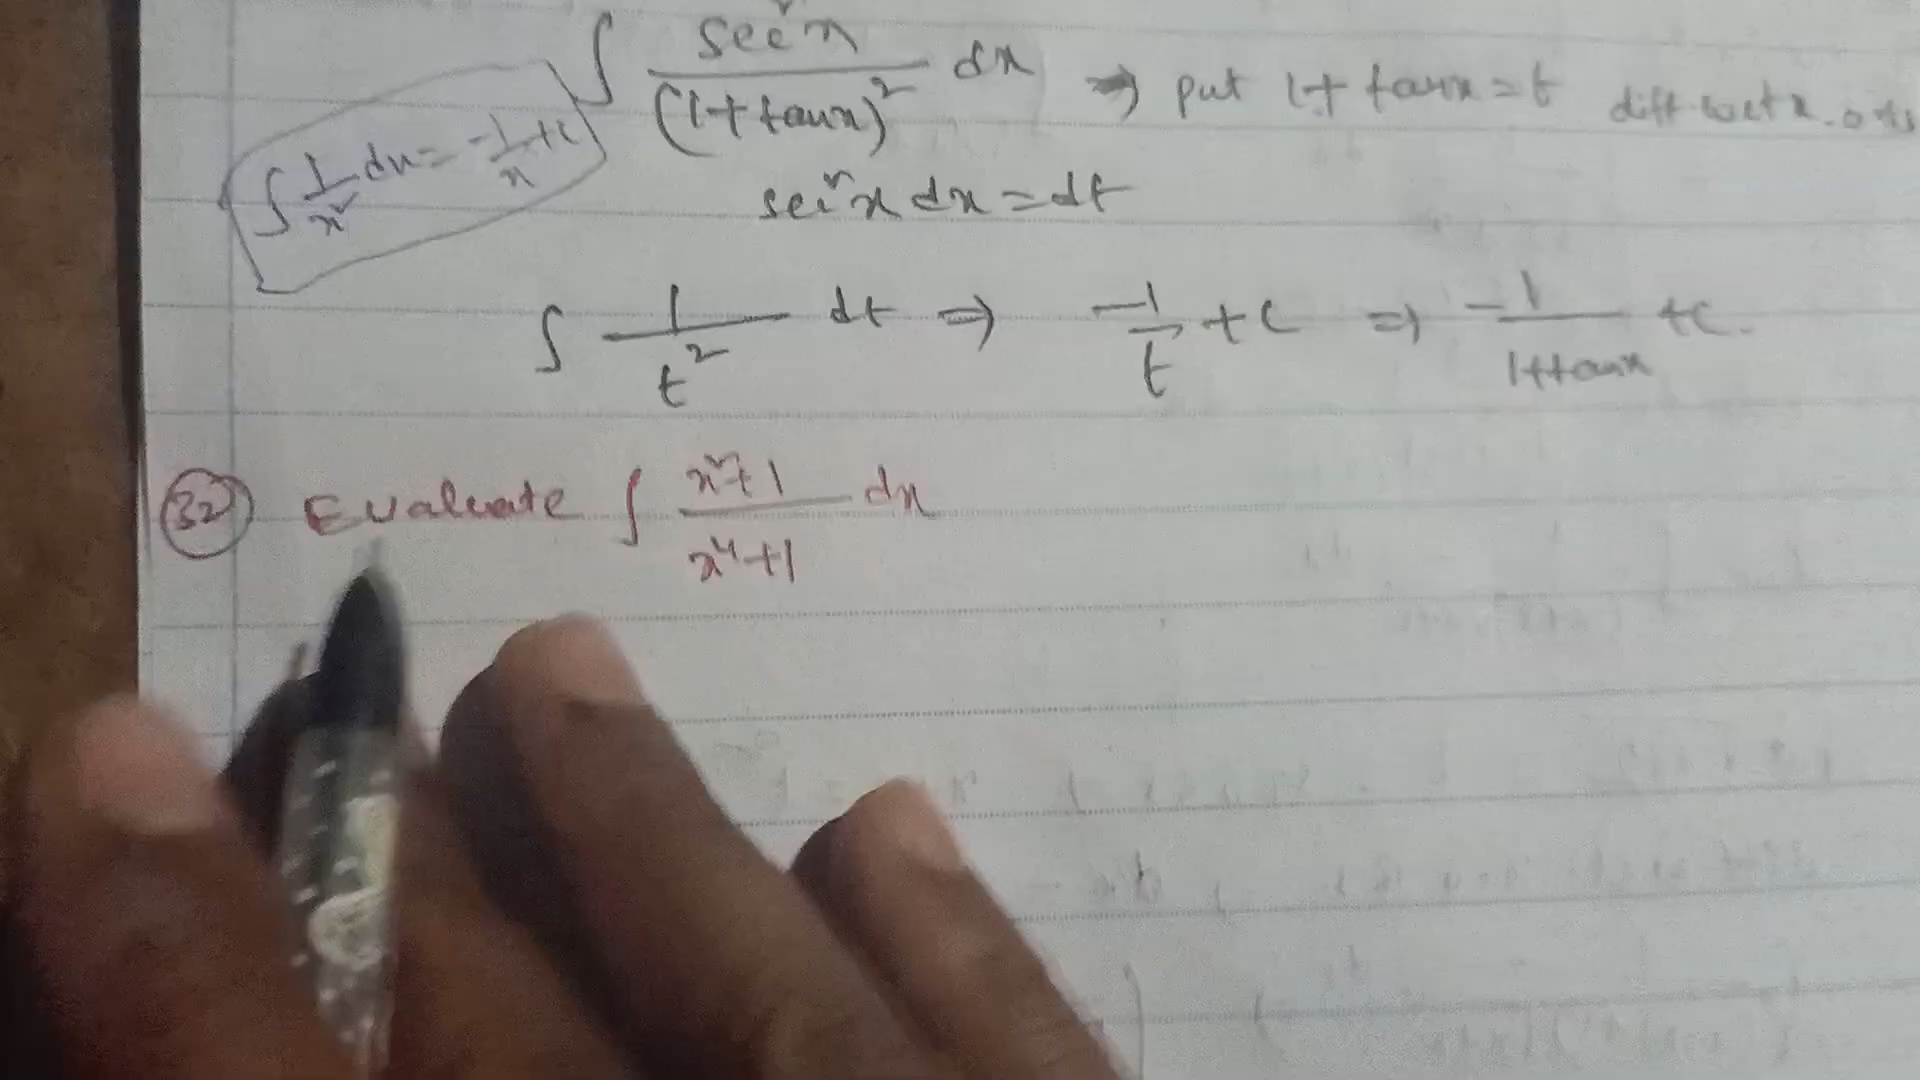 ∫ sec²x / (1+tanx)² dx ⇒ put 1+tanx=t diff w.r.t x.
∫ 1/x² dx = -1/x +c
sec²x dx = dt
∫ 1/t² dt ⇒ -1/t + c ⇒ -1/1+tanx +c.
32 Evaluate ∫ x²+1 / x⁴+1 dx